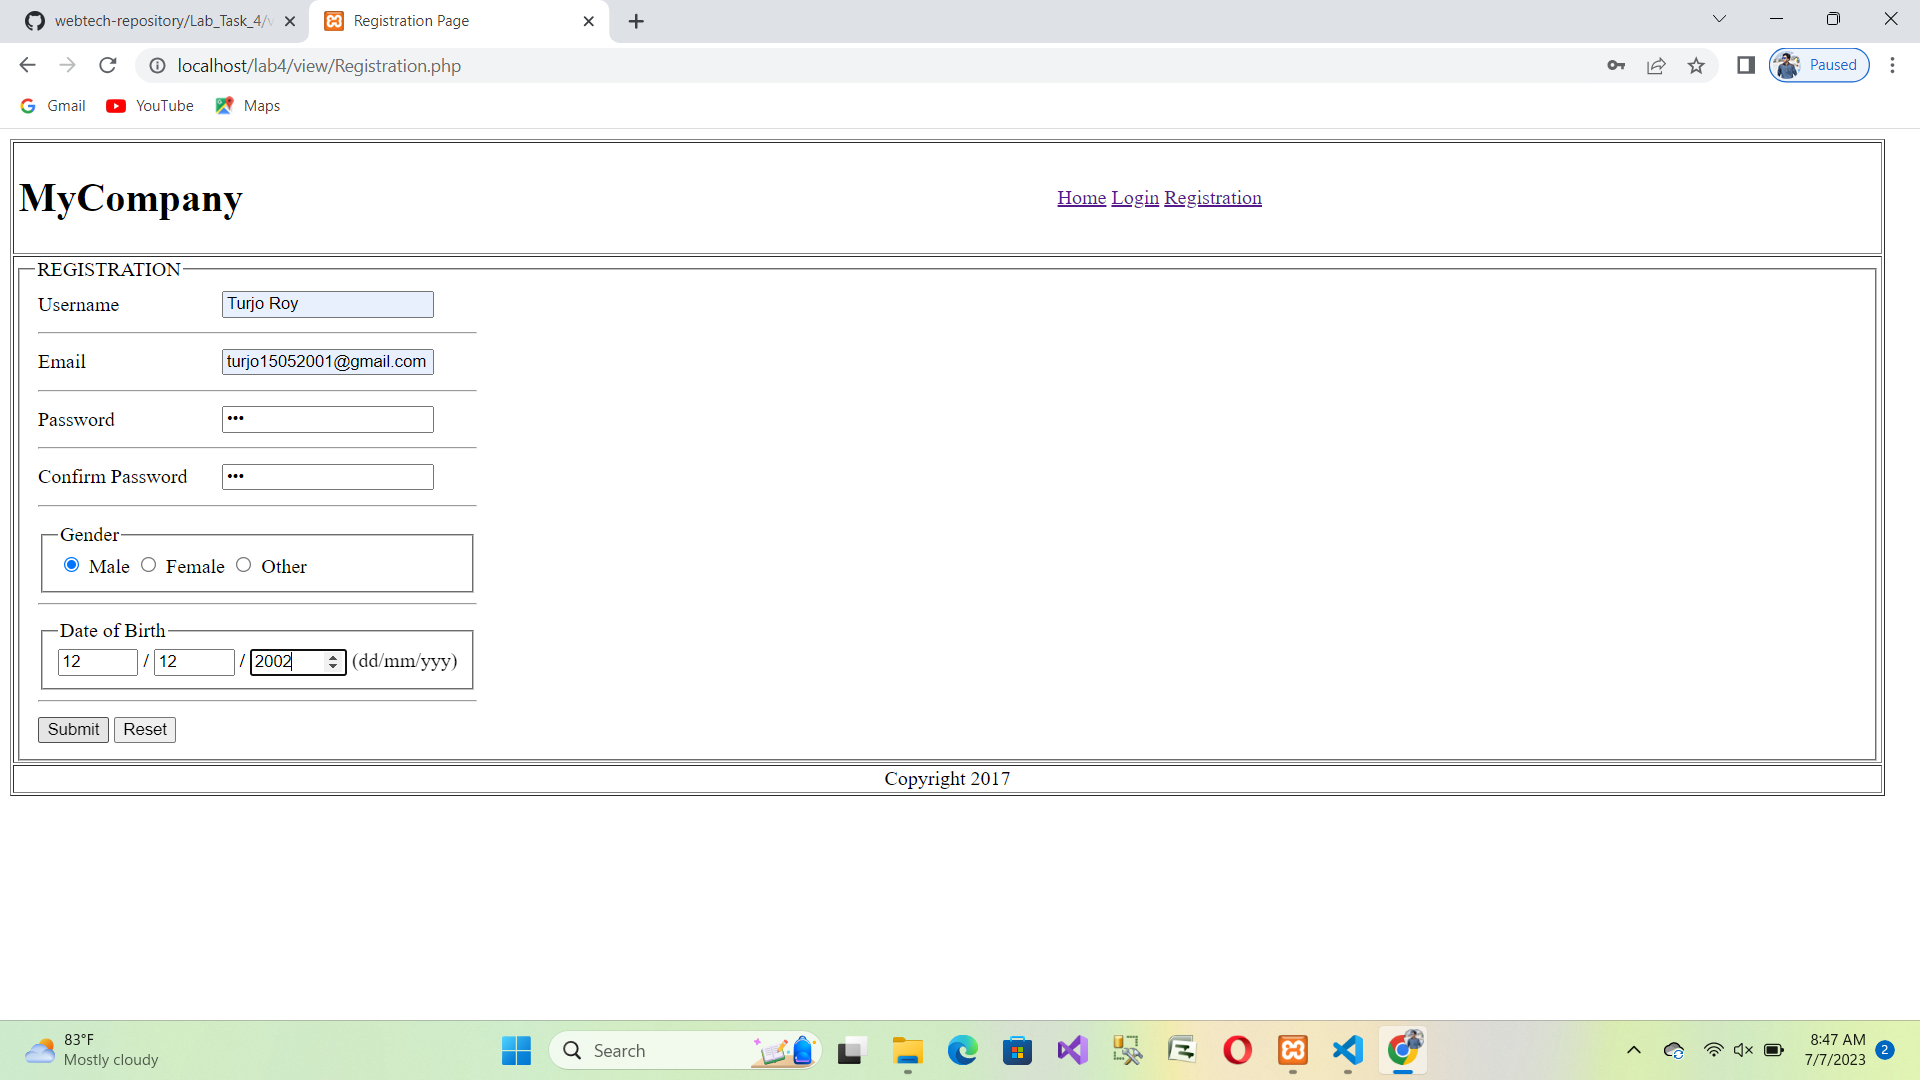 webtech-repository/Lab_Task_4/v
Registration Page
localhost/lab4/view/Registration.php
Paused
Gmail
YouTube
Maps
MyCompany
Home Login Registration
REGISTRATION
Username
Turjo Roy
Email
turjo15052001@gmail.com
Password
•••
Confirm Password
•••
Gender
Male Female Other
Date of Birth
12 / 12 / 2002 (dd/mm/yyy)
Submit Reset
Copyright 2017
83°F
Mostly cloudy
Search
8:47 AM
7/7/2023
2